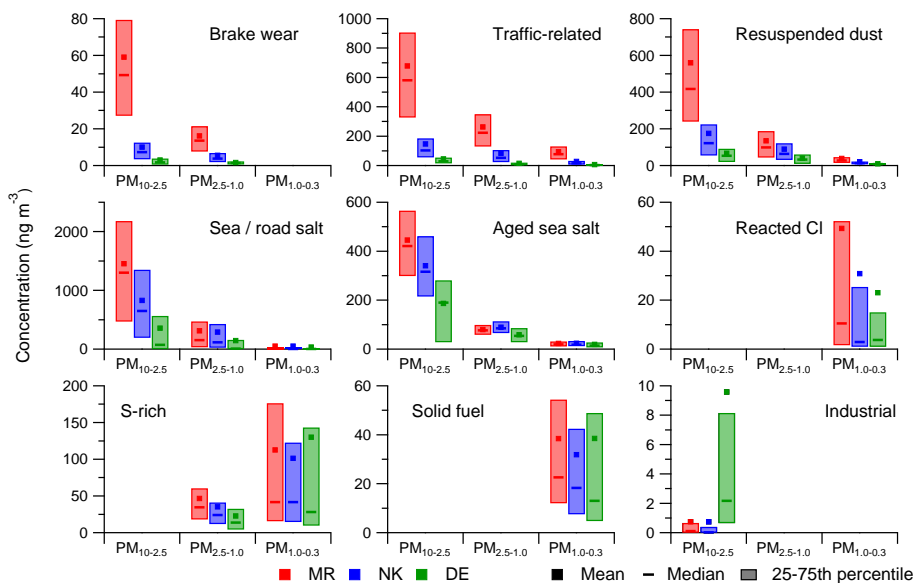 Concentration (ng m-3)
Brake wear
80
60
40
20
0
PM10-2.5 PM2.5-1.0 PM1.0-0.3
Traffic-related
1000
800
600
400
200
0
PM10-2.5 PM2.5-1.0 PM1.0-0.3
Resuspended dust
800
600
400
200
0
PM10-2.5 PM2.5-1.0 PM1.0-0.3
Sea / road salt
2000
1000
0
PM10-2.5 PM2.5-1.0 PM1.0-0.3
Aged sea salt
600
400
200
0
PM10-2.5 PM2.5-1.0 PM1.0-0.3
Reacted Cl
60
40
20
0
PM10-2.5 PM2.5-1.0 PM1.0-0.3
S-rich
200
150
100
50
0
PM10-2.5 PM2.5-1.0 PM1.0-0.3
Solid fuel
60
40
20
0
PM10-2.5 PM2.5-1.0 PM1.0-0.3
Industrial
10
8
6
4
2
0
PM10-2.5 PM2.5-1.0 PM1.0-0.3
MR NK DE Mean Median 25-75th percentile